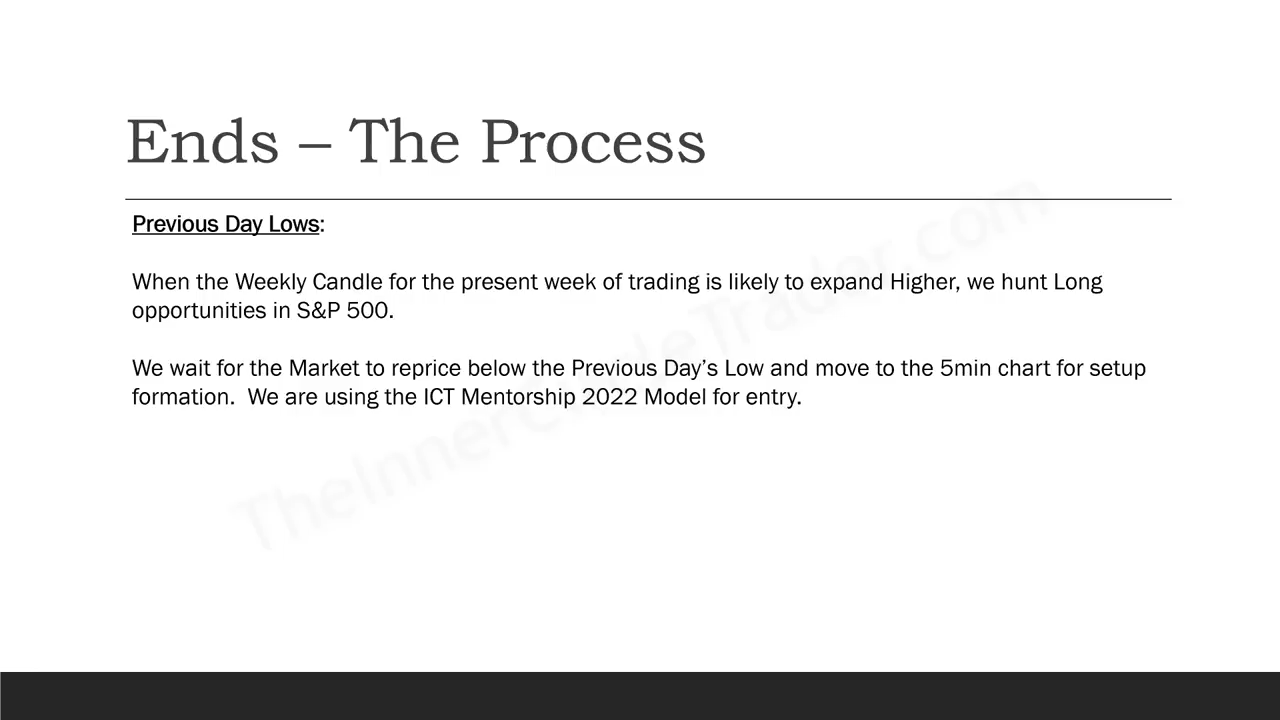 Ends – The Process
Previous Day Lows:
When the Weekly Candle for the present week of trading is likely to expand Higher, we hunt Long
opportunities in S&P 500.
We wait for the Market to reprice below the Previous Day’s Low and move to the 5min chart for setup
formation.  We are using the ICT Mentorship 2022 Model for entry.
TheInnerCircleTrader.com